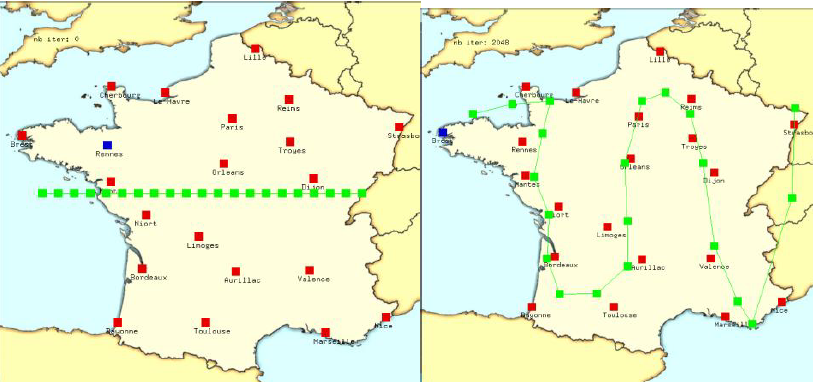 nb iter: 0
Lille
Cherbourg
Le-Havre
Reims
Paris
Strasbo
Brest
Rennes
Troyes
Orleans
Dijon
Niort
Limoges
Bordeaux
Aurillac
Valence
Bayonne
Toulouse
Nice
Marseille
nb iter: 2048
Lille
Cherbourg
Le-Havre
Reims
Paris
Strasbo
Brest
Rennes
Troyes
Orleans
Nantes
Dijon
Niort
Limoges
Bordeaux
Aurillac
Valence
Bayonne
Toulouse
Nice
Marseille